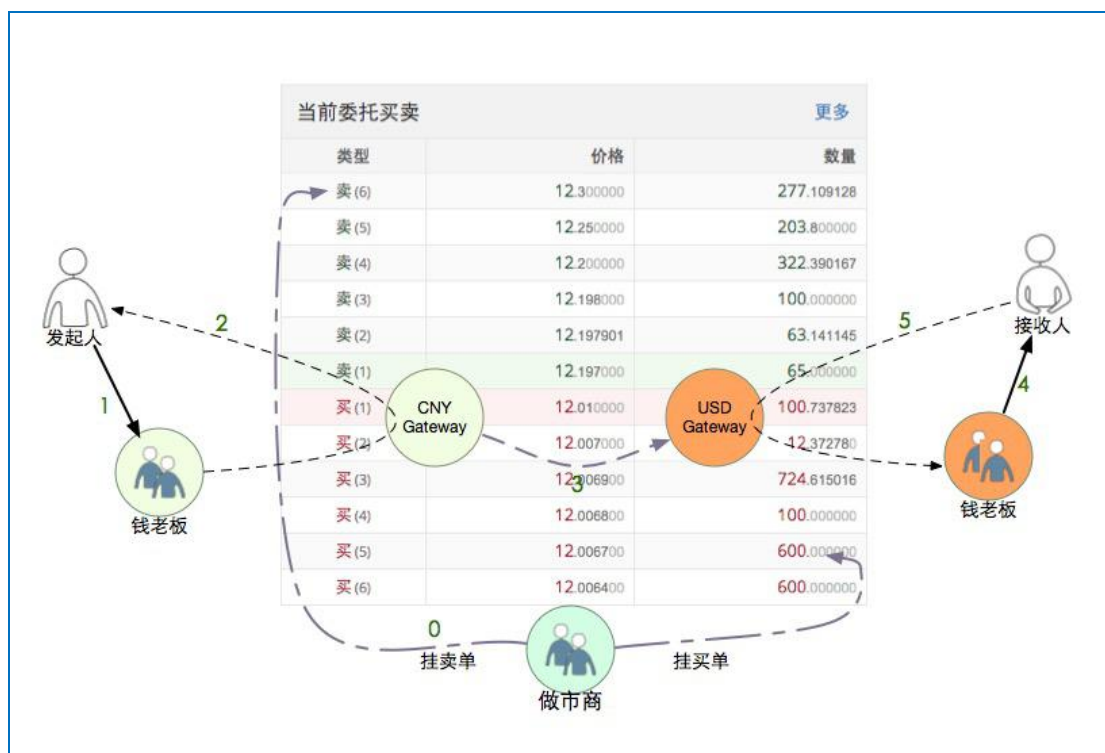 当前委托买卖 更多
类型 价格 数量
卖(6) 12.300000 277.109128
卖(5) 12.250000 203.800000
卖(4) 12.200000 322.390167
卖(3) 12.198000 100.000000
卖(2) 12.197901 63.141145
卖(1) 12.197000 65.000000
买(1) 12.010000 100.737823
买(2) 12.007000 12.372780
买(3) 12.006900 724.615016
买(4) 12.006800 100.000000
买(5) 12.006700 600.000000
买(6) 12.006400 600.000000
发起人
2
1
钱老板
CNY
Gateway
3
USD
Gateway
5
接收人
4
钱老板
0
挂卖单
挂买单
做市商